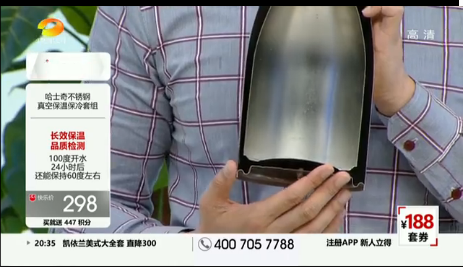 高清
哈士奇不锈钢
真空保温保冷套组
长效保温
品质检测
100度开水
24小时后
还能保持60度左右
快乐价
298
买就送 447 积分
20:35 凯依兰美式大全套 直降300
400 705 7788
注册APP 新人立得
¥188
套券